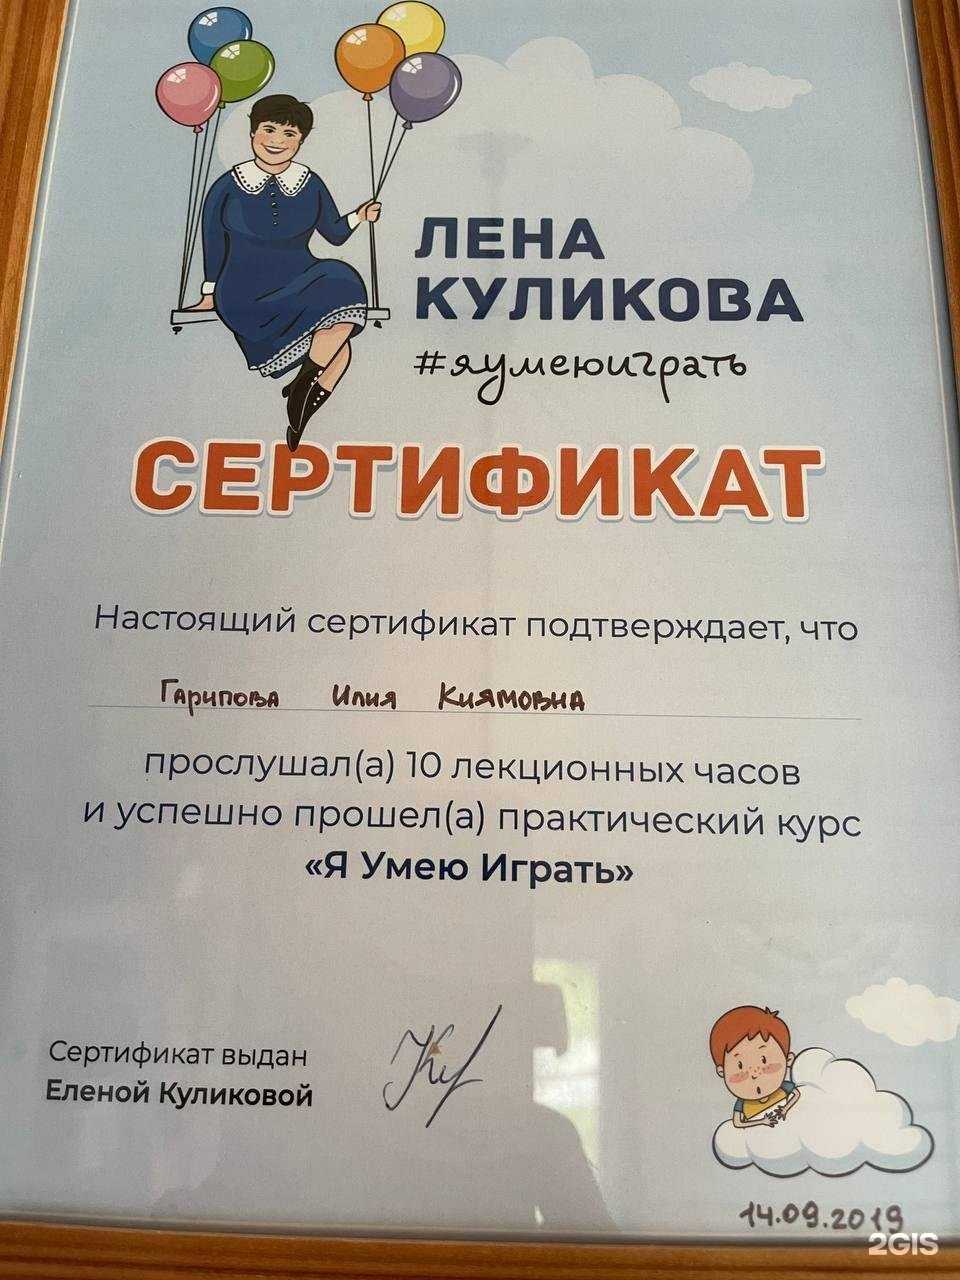 ЛЕНА
КУЛИКОВА
#яумеюиграть
СЕРТИФИКАТ
Настоящий сертификат подтверждает, что
Гарипова Илия Киямовна
прослушал(а) 10 лекционных часов
и успешно прошел(а) практический курс
«Я Умею Играть»
Сертификат выдан
Еленой Куликовой
14.09.2019
2GIS